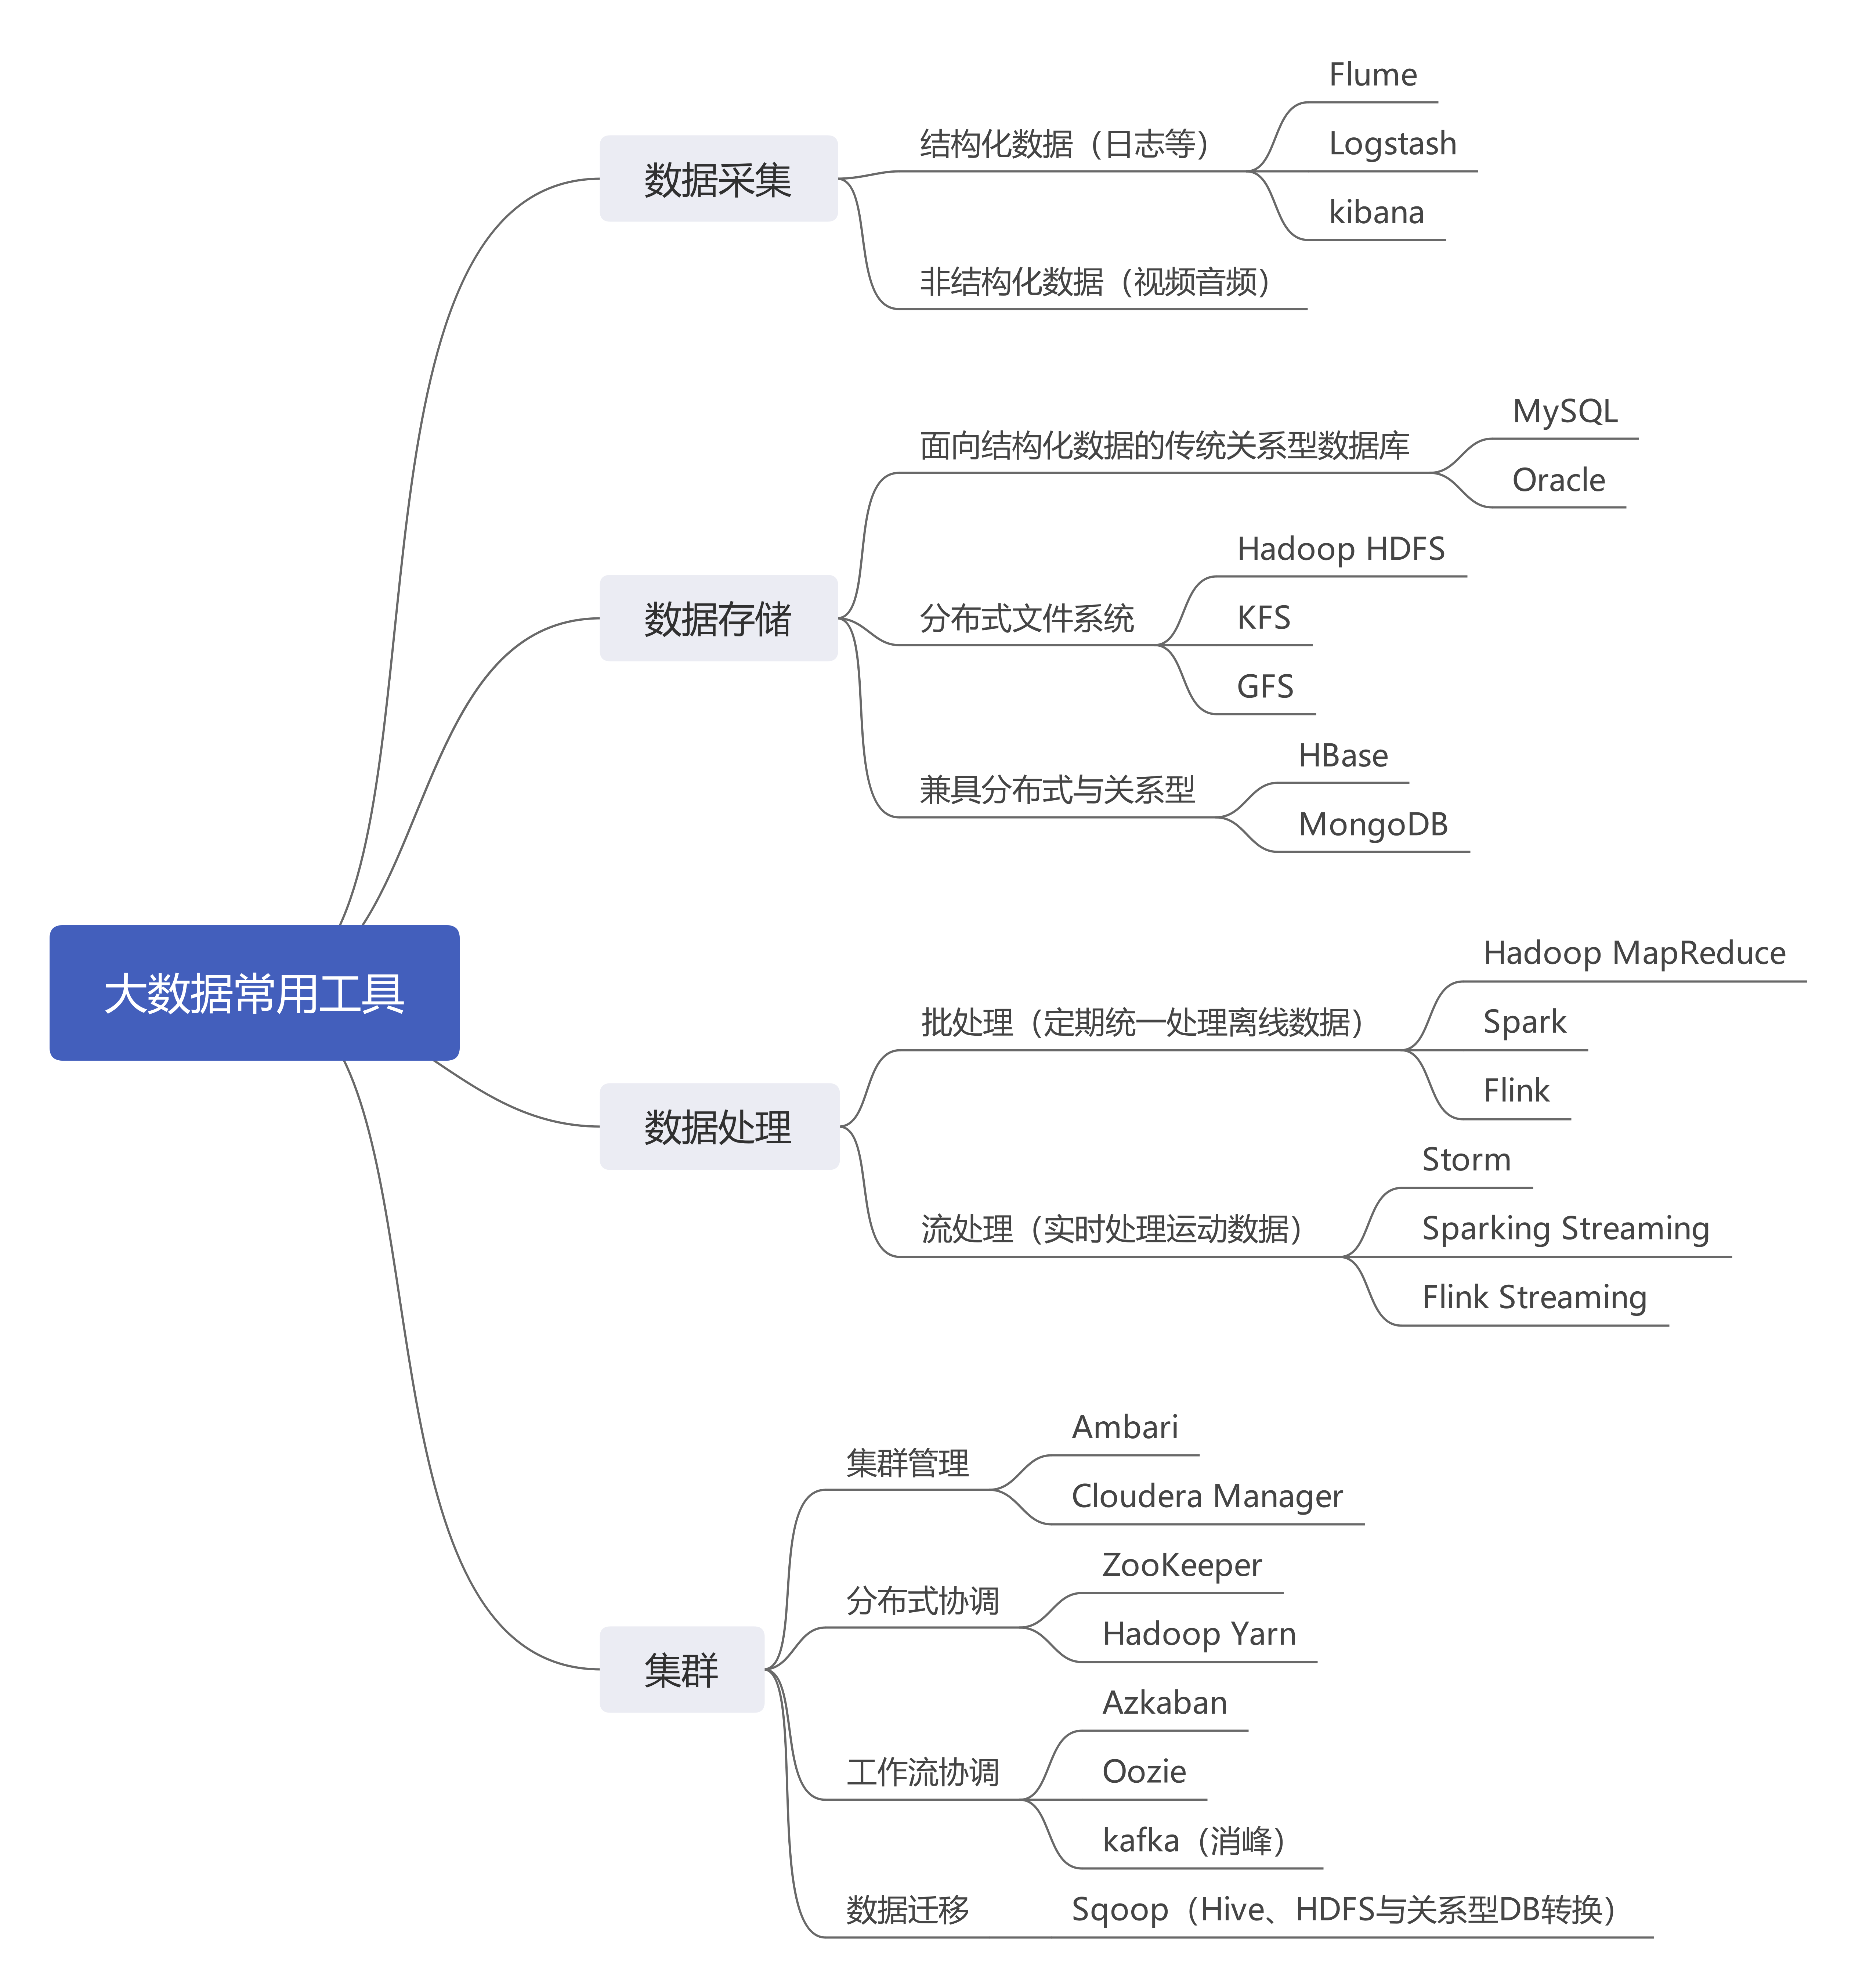 大数据常用工具
数据采集
结构化数据（日志等）
Flume
Logstash
kibana
非结构化数据（视频音频）
数据存储
面向结构化数据的传统关系型数据库
MySQL
Oracle
分布式文件系统
Hadoop HDFS
KFS
GFS
兼具分布式与关系型
HBase
MongoDB
数据处理
批处理（定期统一处理离线数据）
Hadoop MapReduce
Spark
Flink
流处理（实时处理运动数据）
Storm
Sparking Streaming
Flink Streaming
集群
集群管理
Ambari
Cloudera Manager
分布式协调
ZooKeeper
Hadoop Yarn
工作流协调
Azkaban
Oozie
kafka（消峰）
数据迁移
Sqoop（Hive、HDFS与关系型DB转换）